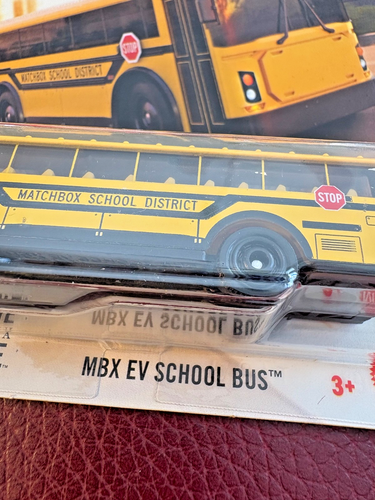 STOP
MATCHBOX SCHOOL DISTRICT
MATCHBOX SCHOOL DISTRICT
STOP
MBX EV SCHOOL BUS
MBX EV SCHOOL BUS™
3+